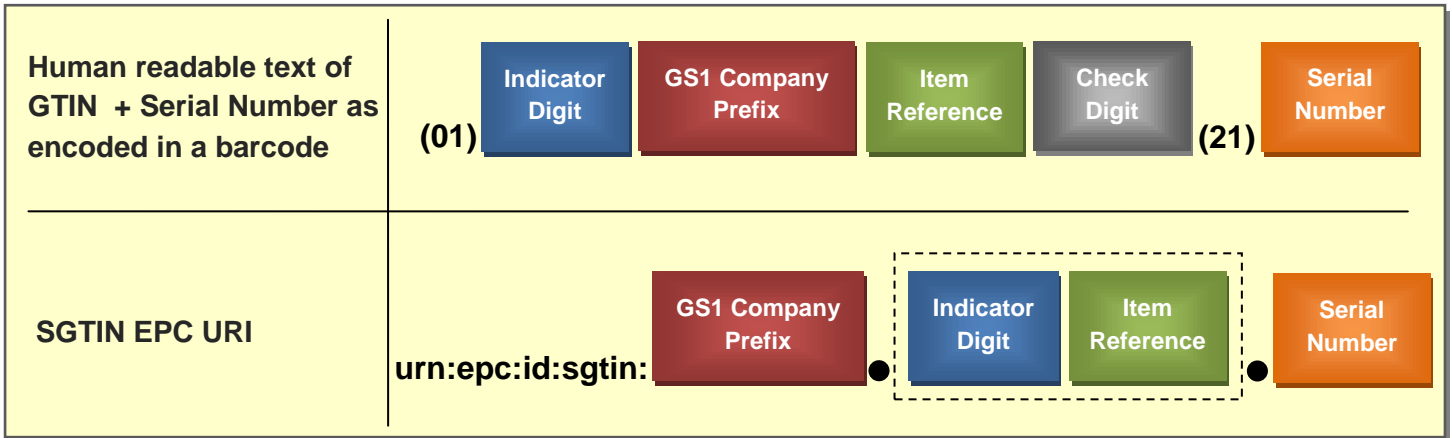 Human readable text of
GTIN + Serial Number as
encoded in a barcode
(01)
Indicator
Digit
GS1 Company
Prefix
Item
Reference
Check
Digit
(21)
Serial
Number
SGTIN EPC URI
urn:epc:id:sgtin:
GS1 Company
Prefix
.
Indicator
Digit
Item
Reference
.
Serial
Number